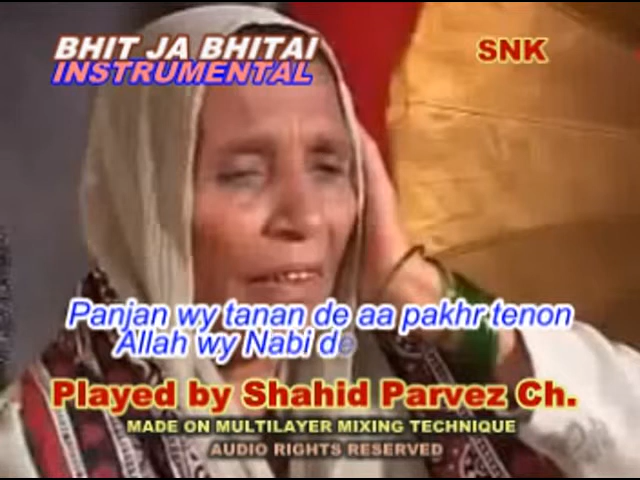 BHIT JA BHITAI
SNK
INSTRUMENTAL
Panjan wy tanan de aa pakhr tenon
Allah wy Nabi de
Played by Shahid Parvez Ch.
MADE ON MULTILAYER MIXING TECHNIQUE
AUDIO RIGHTS RESERVED